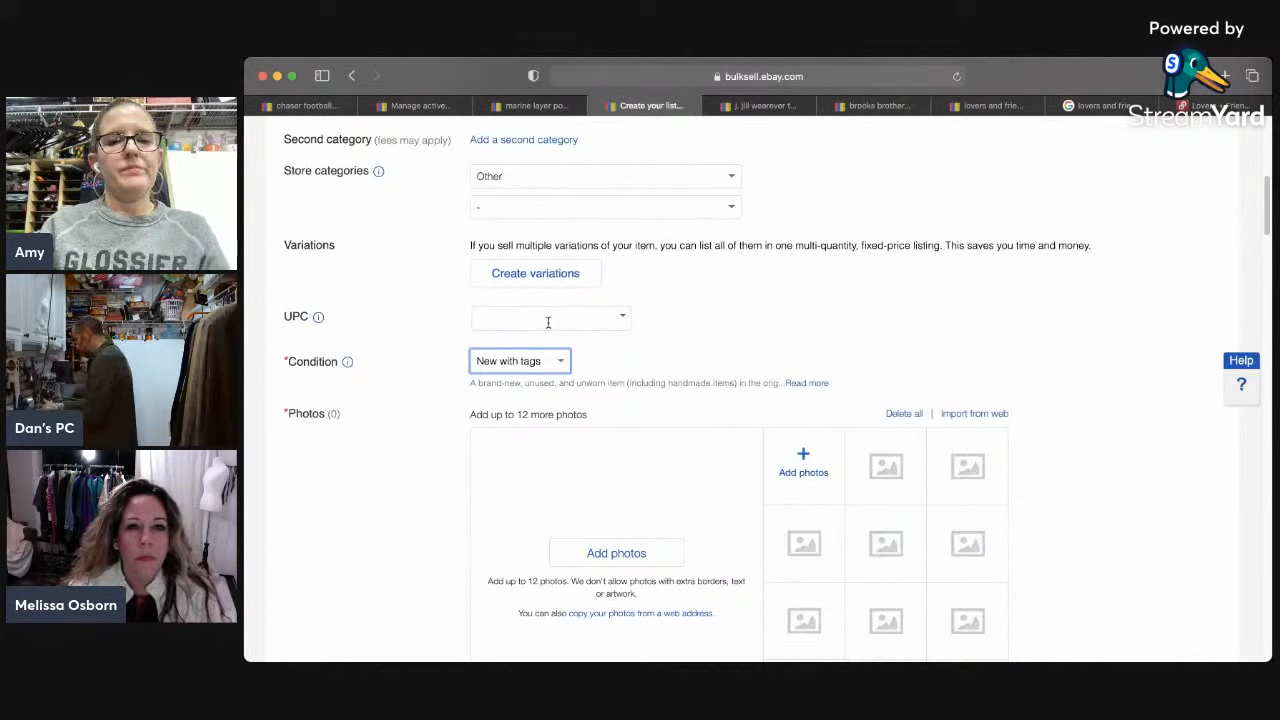 Powered by
StreamYard
bulksell.ebay.com
chaser football...
Manage active...
marine layer po...
Create your list...
j. jill wearever t...
brooks brother...
lovers and frie...
lovers and frie
Second category (fees may apply)
Add a second category
Store categories
Other
-
Variations
If you sell multiple variations of your item, you can list all of them in one multi-quantity, fixed-price listing. This saves you time and money.
Create variations
UPC
*Condition
New with tags
A brand-new, unused, and unworn item (including handmade items) in the orig...Read more
*Photos (0)
Add up to 12 more photos
Delete all | Import from web
+
Add photos
Add photos
Add up to 12 photos. We don't allow photos with extra borders, text
or artwork.
You can also copy your photos from a web address.
Help
?
Amy
GLOSSIER
Dan's PC
Melissa Osborn